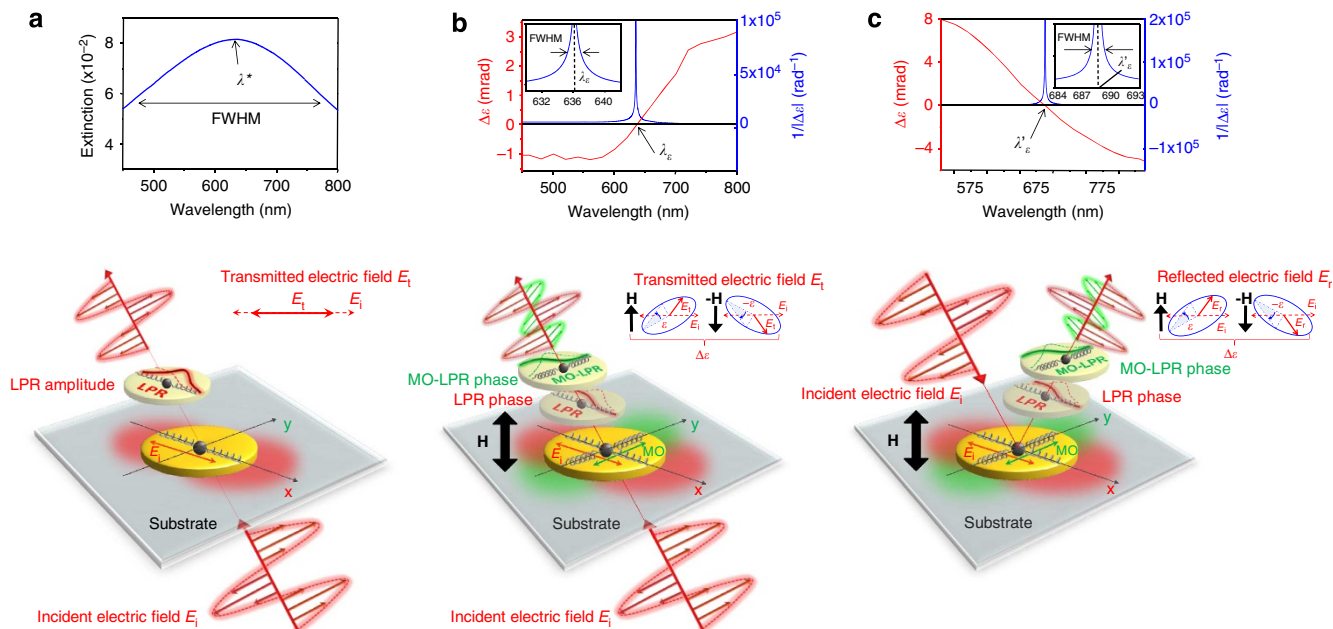 a
Extinction (x10⁻²)
8
6
4
λ*
FWHM
500
600
700
800
Wavelength (nm)
b
Δε (mrad)
3
2
1
0
−1
FWHM
λε
632
636
640
λε
1x10⁵
5x10⁴
0
1/|Δε| (rad⁻¹)
500
600
700
800
Wavelength (nm)
c
Δε (mrad)
8
4
0
−4
FWHM
λ'ε
684
687
690
693
λ'ε
2x10⁵
1x10⁵
0
−1x10⁵
1/|Δε| (rad⁻¹)
575
675
775
Wavelength (nm)
a
Transmitted electric field Et
Et
Ei
LPR amplitude
LPR
y
Ei
x
Substrate
Incident electric field Ei
b
Transmitted electric field Et
H
Et
ε
Ei
-H
−ε
Ei
Et
Δε
MO-LPR phase
MO-LPR
LPR phase
LPR
H
y
Ei
MO
x
Substrate
Incident electric field Ei
c
Reflected electric field Er
H
Er
ε
Ei
-H
−ε
Ei
Er
Δε
MO-LPR
MO-LPR phase
Incident electric field Ei
LPR
LPR phase
H
y
Ei
MO
x
Substrate